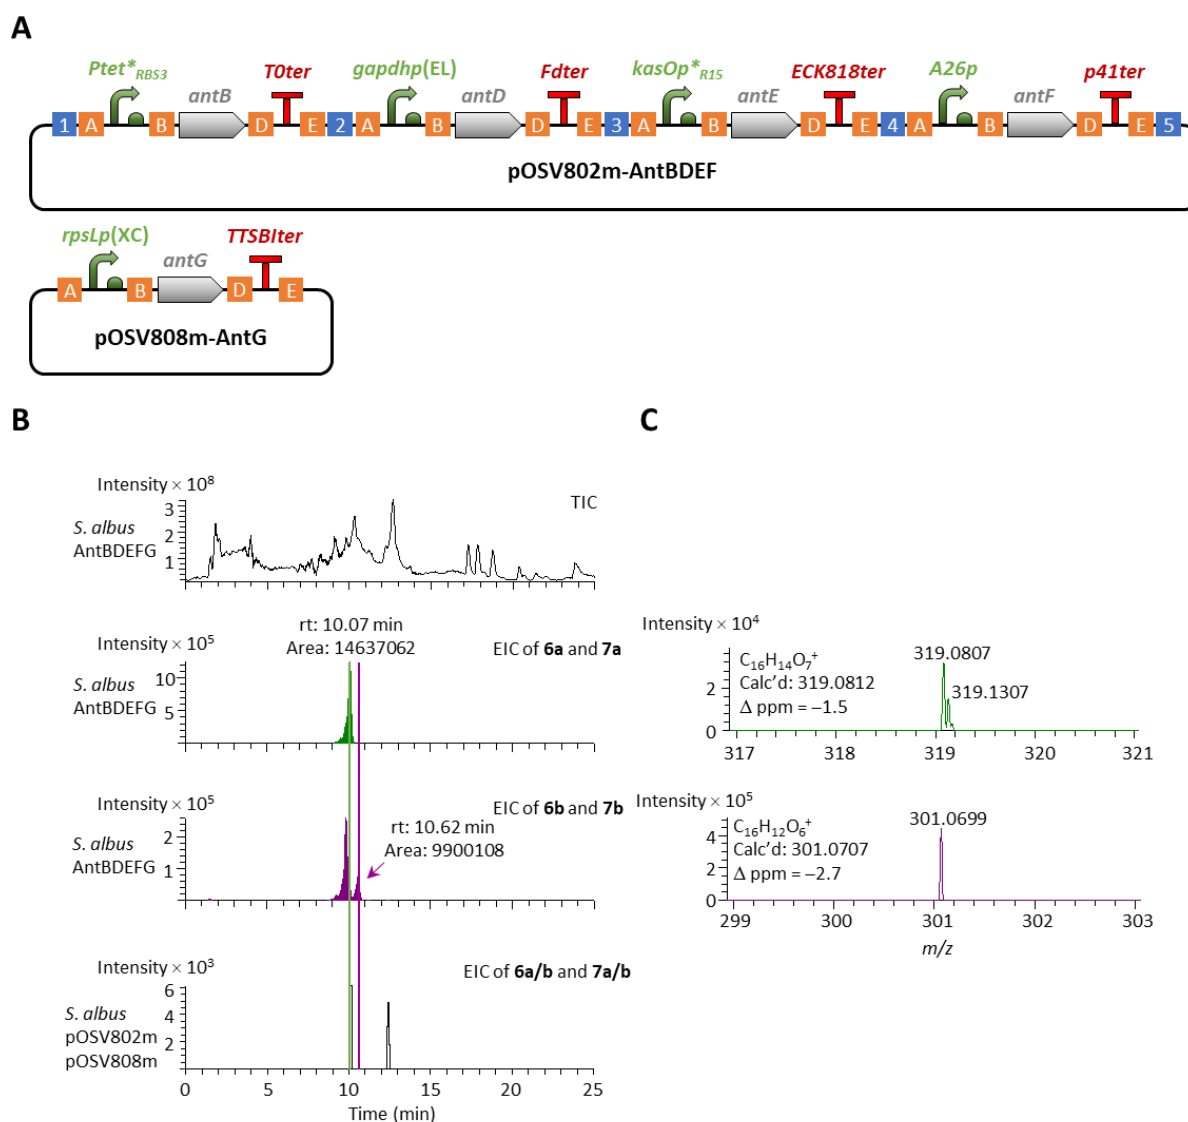 A
Ptet*RBS3 T0ter gapdhp(EL) Fdter kasOp*R15 ECK818ter A26p p41ter
antB antD antE antF
1 A B D E 2 A B D E 3 A B D E 4 A B D E 5
pOSV802m-AntBDEF
rpsLp(XC) TTSBIter
antG
A B D E
pOSV808m-AntG
B
Intensity × 10⁸
TIC
S. albus
AntBDEFG
3
2
1
0 5 10 15 20 25
rt: 10.07 min
Area: 14637062
Intensity × 10⁵
EIC of 6a and 7a
S. albus
AntBDEFG
10
5
Intensity × 10⁵
EIC of 6b and 7b
rt: 10.62 min
Area: 9900108
S. albus
AntBDEFG
2
1
Intensity × 10³
EIC of 6a/b and 7a/b
S. albus
pOSV802m
pOSV808m
6
4
2
0 5 10 15 20 25
Time (min)
C
Intensity × 10⁴
C₁₆H₁₄O₇⁺
Calc’d: 319.0812
Δ ppm = −1.5
319.0807
319.1307
2
0
317 318 319 320 321
Intensity × 10⁵
C₁₆H₁₂O₆⁺
Calc’d: 301.0707
Δ ppm = −2.7
301.0699
4
2
0
299 300 301 302 303
m/z